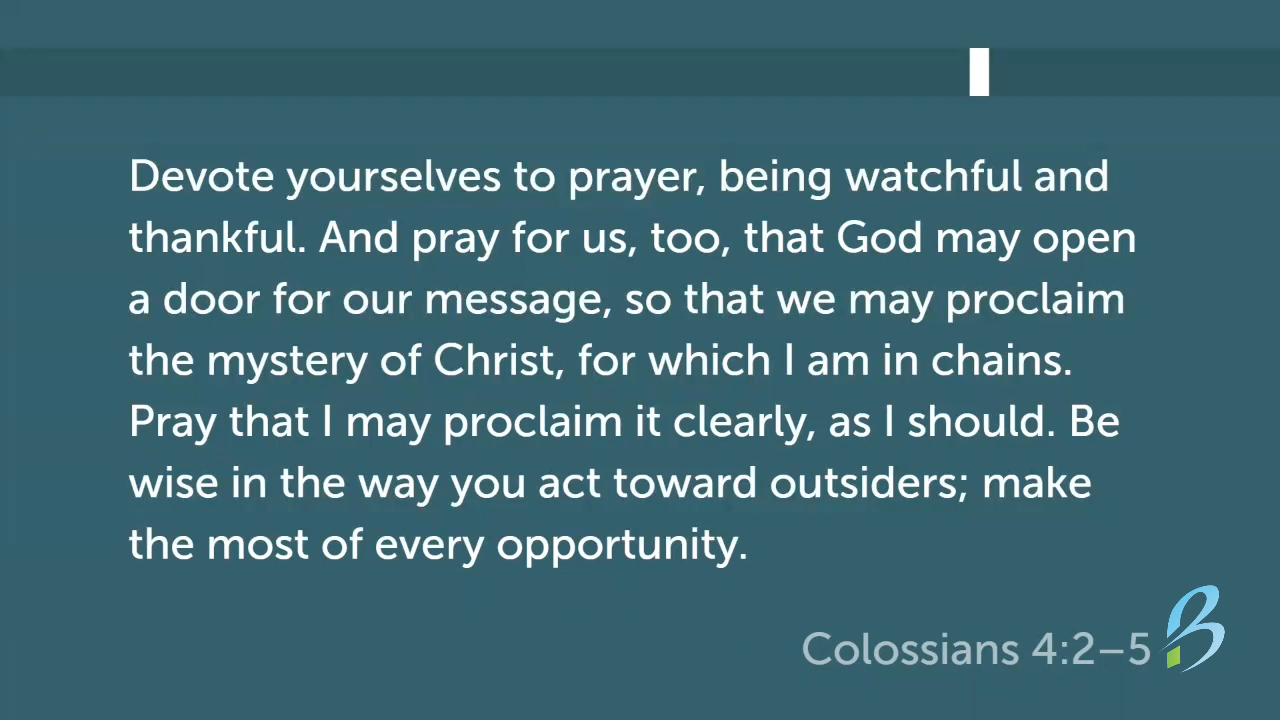 Devote yourselves to prayer, being watchful and
thankful. And pray for us, too, that God may open
a door for our message, so that we may proclaim
the mystery of Christ, for which I am in chains.
Pray that I may proclaim it clearly, as I should. Be
wise in the way you act toward outsiders; make
the most of every opportunity.
Colossians 4:2–5
B